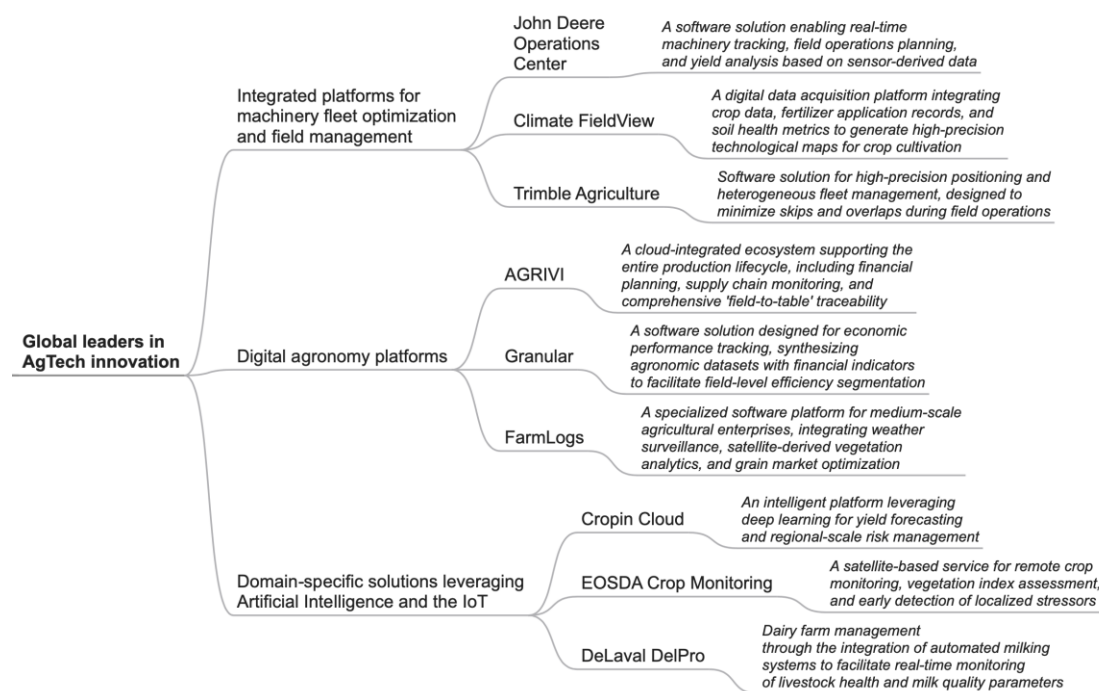 Global leaders in
AgTech innovation
Integrated platforms for
machinery fleet optimization
and field management
John Deere
Operations
Center
A software solution enabling real-time
machinery tracking, field operations planning,
and yield analysis based on sensor-derived data
Climate FieldView
A digital data acquisition platform integrating
crop data, fertilizer application records, and
soil health metrics to generate high-precision
technological maps for crop cultivation
Trimble Agriculture
Software solution for high-precision positioning and
heterogeneous fleet management, designed to
minimize skips and overlaps during field operations
Digital agronomy platforms
AGRIVI
A cloud-integrated ecosystem supporting the
entire production lifecycle, including financial
planning, supply chain monitoring, and
comprehensive 'field-to-table' traceability
Granular
A software solution designed for economic
performance tracking, synthesizing
agronomic datasets with financial indicators
to facilitate field-level efficiency segmentation
FarmLogs
A specialized software platform for medium-scale
agricultural enterprises, integrating weather
surveillance, satellite-derived vegetation
analytics, and grain market optimization
Domain-specific solutions leveraging
Artificial Intelligence and the IoT
Cropin Cloud
An intelligent platform leveraging
deep learning for yield forecasting
and regional-scale risk management
EOSDA Crop Monitoring
A satellite-based service for remote crop
monitoring, vegetation index assessment,
and early detection of localized stressors
DeLaval DelPro
Dairy farm management
through the integration of automated milking
systems to facilitate real-time monitoring
of livestock health and milk quality parameters